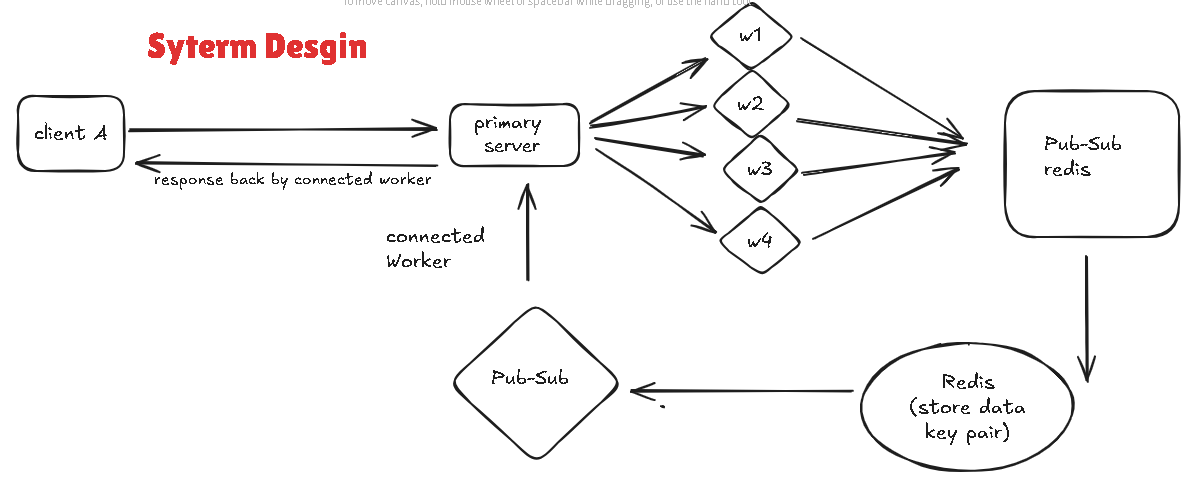 To move canvas, hold mouse wheel or spacebar while dragging, or use the hand tool
Syterm Desgin
client A
primary
server
w1
w2
w3
w4
Pub-Sub
redis
response back by connected worker
connected
Worker
Pub-Sub
Redis
(store data
key pair)